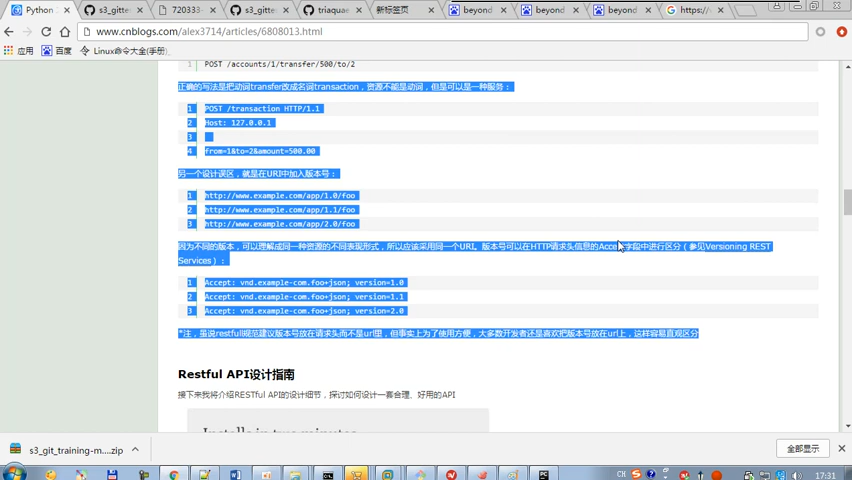 Python
s3_gitte
720333
s3_gitte
triaquae
新标签页
beyond
beyond
beyond
https://
www.cnblogs.com/alex3714/articles/6808013.html
应用 百度 Linux命令大全(手册)
1 POST /accounts/1/transfer/500/to/2
正确的写法是把动词transfer改成名词transaction，资源不能是动词，但是可以是一种服务：
1 POST /transaction HTTP/1.1
2 Host: 127.0.0.1
3
4 from=1&to=2&amount=500.00
另一个设计误区，就是在URI中加入版本号：
1 http://www.example.com/app/1.0/foo
2 http://www.example.com/app/1.1/foo
3 http://www.example.com/app/2.0/foo
因为不同的版本，可以理解成同一种资源的不同表现形式，所以应该采用同一个URI。版本号可以在HTTP请求头信息的Accept字段中进行区分（参见Versioning REST
Services）：
1 Accept: vnd.example-com.foo+json; version=1.0
2 Accept: vnd.example-com.foo+json; version=1.1
3 Accept: vnd.example-com.foo+json; version=2.0
*注，虽说restfull规范建议版本号放在请求头而不是url里，但事实上为了使用方便，大多数开发者还是喜欢把版本号放在url上，这样容易直观区分
Restful API设计指南
接下来我将介绍RESTful API的设计细节，探讨如何设计一套合理、好用的API
s3_git_training-m....zip
全部显示
CH
17:31